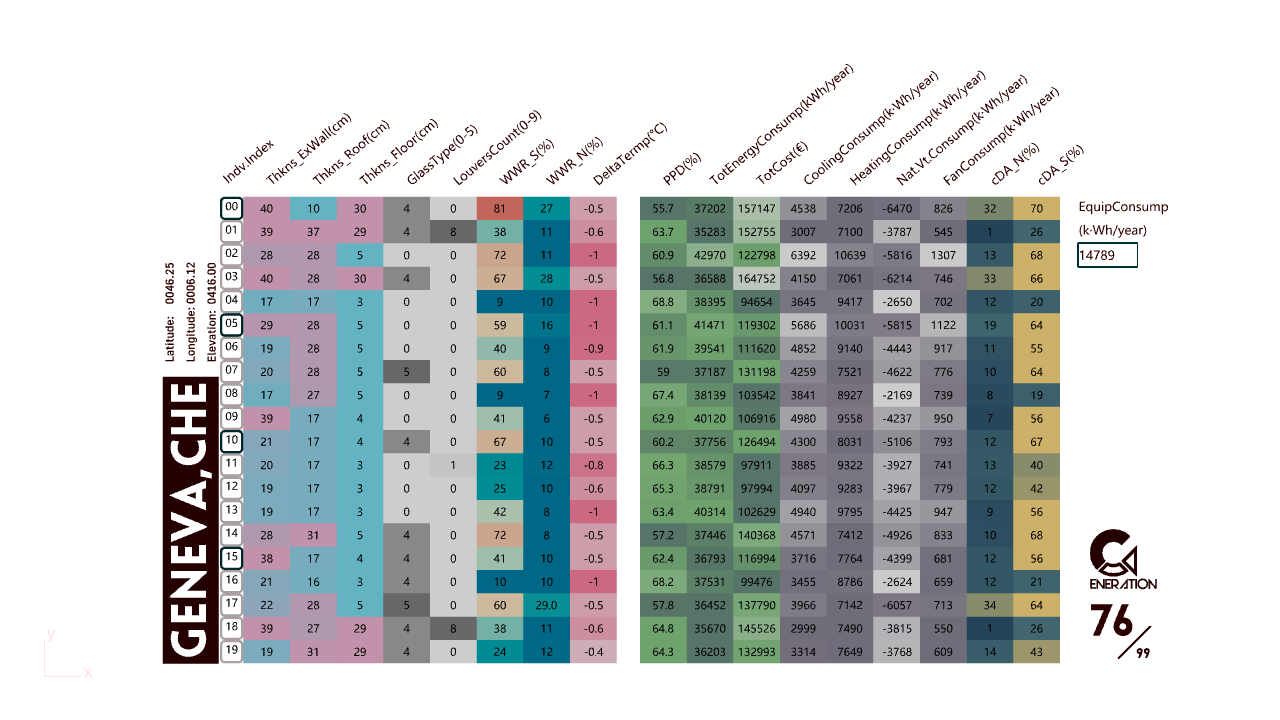 Indv.Index Thkns_ExWall(cm) Thkns_Roof(cm) Thkns_Floor(cm) GlassType(0-5) LouversCount(0-9) WWR_S(%) WWR_N(%) DeltaTermp(°C) PPD(%) TotEnergyConsump(kWh/year) TotCost(€) CoolingConsump(k·Wh/year) HeatingConsump(k·Wh/year) Nat.Vt.Consump(k·Wh/year) FanConsump(k·Wh/year) cDA_N(%) cDA_S(%)
00 40 10 30 4 0 81 27 -0.5 55.7 37202 157147 4538 7206 -6470 826 32 70
01 39 37 29 4 8 38 11 -0.6 63.7 35283 152755 3007 7100 -3787 545 1 26
02 28 28 5 0 0 72 11 -1 60.9 42970 122798 6392 10639 -5816 1307 13 68
03 40 28 30 4 0 67 28 -0.5 56.8 36588 164752 4150 7061 -6214 746 33 66
04 17 17 3 0 0 9 10 -1 68.8 38395 94654 3645 9417 -2650 702 12 20
05 29 28 5 0 0 59 16 -1 61.1 41471 119302 5686 10031 -5815 1122 19 64
06 19 28 5 0 0 40 9 -0.9 61.9 39541 111620 4852 9140 -4443 917 11 55
07 20 28 5 5 0 60 8 -0.5 59 37187 131198 4259 7521 -4622 776 10 64
08 17 27 5 0 0 9 7 -1 67.4 38139 103542 3841 8927 -2169 739 8 19
09 39 17 4 0 0 41 6 -0.5 62.9 40120 106916 4980 9558 -4237 950 7 56
10 21 17 4 4 0 67 10 -0.5 60.2 37756 126494 4300 8031 -5106 793 12 67
11 20 17 3 0 1 23 12 -0.8 66.3 38579 97911 3885 9322 -3927 741 13 40
12 19 17 3 0 0 25 10 -0.6 65.3 38791 97994 4097 9283 -3967 779 12 42
13 19 17 3 0 0 42 8 -1 63.4 40314 102629 4940 9795 -4425 947 9 56
14 28 31 5 4 0 72 8 -0.5 57.2 37446 140368 4571 7412 -4926 833 10 68
15 38 17 4 4 0 41 10 -0.5 62.4 36793 116994 3716 7764 -4399 681 12 56
16 21 16 3 4 0 10 10 -1 68.2 37531 99476 3455 8786 -2624 659 12 21
17 22 28 5 5 0 60 29.0 -0.5 57.8 36452 137790 3966 7142 -6057 713 34 64
18 39 27 29 4 8 38 11 -0.6 64.8 35670 145526 2999 7490 -3815 550 1 26
19 19 31 29 4 0 24 12 -0.4 64.3 36203 132993 3314 7649 -3768 609 14 43
Latitude: 0046.25
Longitude: 0006.12
Elevation: 0416.00
GENEVA,CHE
EquipConsump
(k·Wh/year)
14789
ENERATION
76/99
y
x